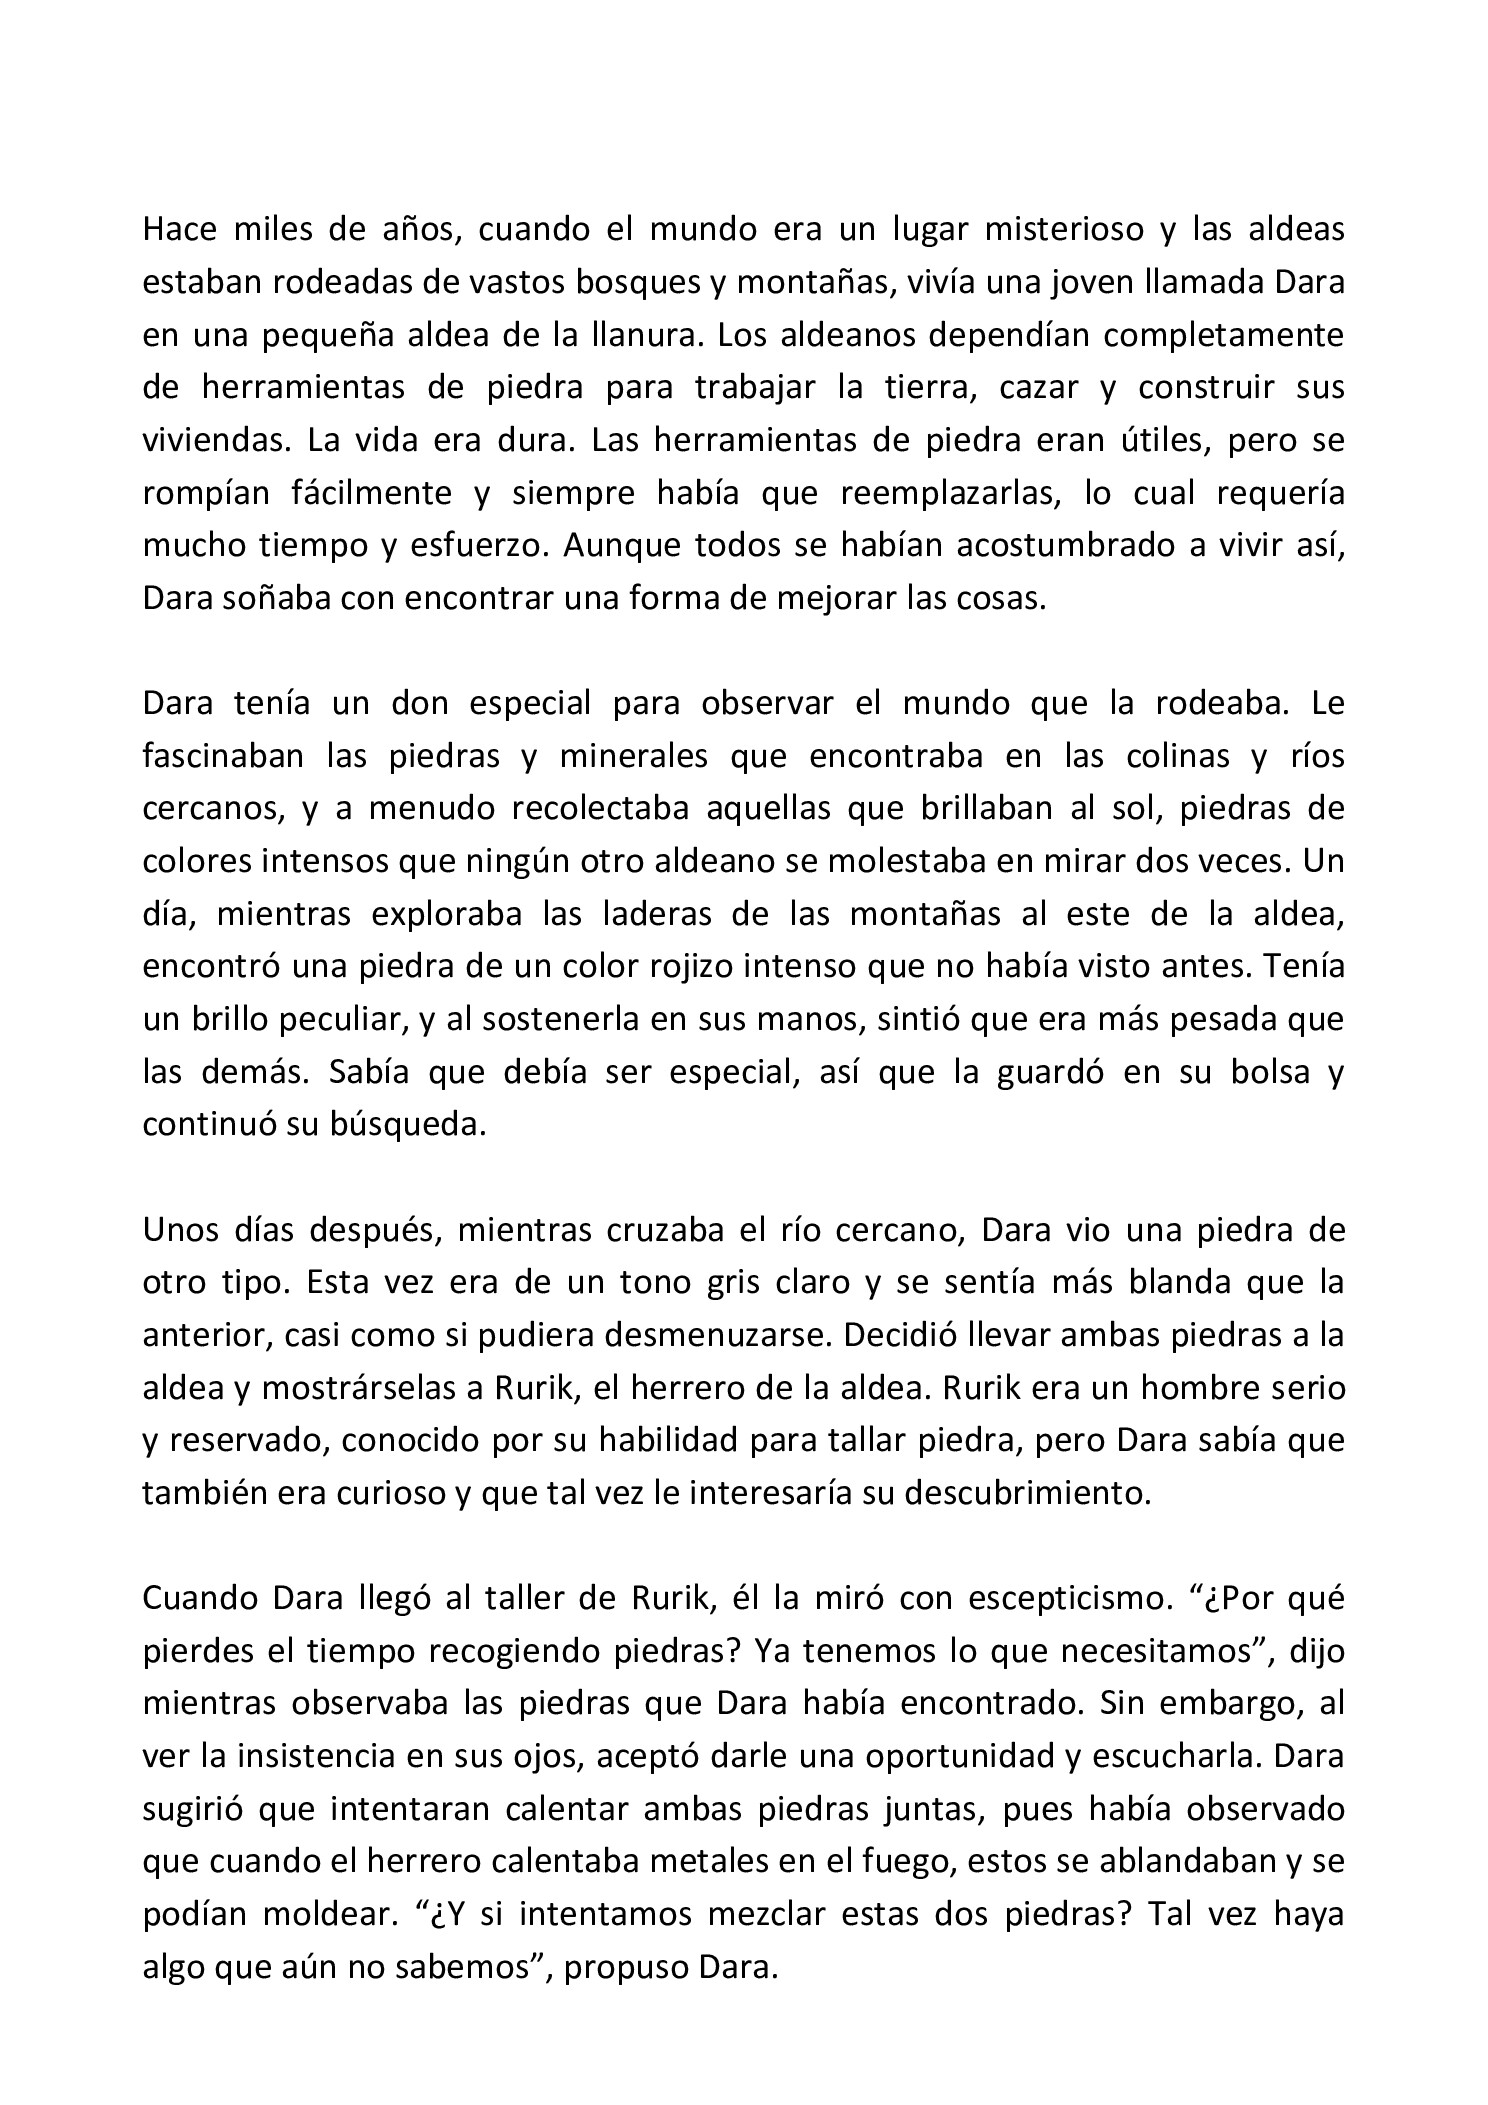 Hace miles de años, cuando el mundo era un lugar misterioso y las aldeas
estaban rodeadas de vastos bosques y montañas, vivía una joven llamada Dara
en una pequeña aldea de la llanura. Los aldeanos dependían completamente
de herramientas de piedra para trabajar la tierra, cazar y construir sus
viviendas. La vida era dura. Las herramientas de piedra eran útiles, pero se
rompían fácilmente y siempre había que reemplazarlas, lo cual requería
mucho tiempo y esfuerzo. Aunque todos se habían acostumbrado a vivir así,
Dara soñaba con encontrar una forma de mejorar las cosas.
Dara tenía un don especial para observar el mundo que la rodeaba. Le
fascinaban las piedras y minerales que encontraba en las colinas y ríos
cercanos, y a menudo recolectaba aquellas que brillaban al sol, piedras de
colores intensos que ningún otro aldeano se molestaba en mirar dos veces. Un
día, mientras exploraba las laderas de las montañas al este de la aldea,
encontró una piedra de un color rojizo intenso que no había visto antes. Tenía
un brillo peculiar, y al sostenerla en sus manos, sintió que era más pesada que
las demás. Sabía que debía ser especial, así que la guardó en su bolsa y
continuó su búsqueda.
Unos días después, mientras cruzaba el río cercano, Dara vio una piedra de
otro tipo. Esta vez era de un tono gris claro y se sentía más blanda que la
anterior, casi como si pudiera desmenuzarse. Decidió llevar ambas piedras a la
aldea y mostrárselas a Rurik, el herrero de la aldea. Rurik era un hombre serio
y reservado, conocido por su habilidad para tallar piedra, pero Dara sabía que
también era curioso y que tal vez le interesaría su descubrimiento.
Cuando Dara llegó al taller de Rurik, él la miró con escepticismo. “¿Por qué
pierdes el tiempo recogiendo piedras? Ya tenemos lo que necesitamos”, dijo
mientras observaba las piedras que Dara había encontrado. Sin embargo, al
ver la insistencia en sus ojos, aceptó darle una oportunidad y escucharla. Dara
sugirió que intentaran calentar ambas piedras juntas, pues había observado
que cuando el herrero calentaba metales en el fuego, estos se ablandaban y se
podían moldear. “¿Y si intentamos mezclar estas dos piedras? Tal vez haya
algo que aún no sabemos”, propuso Dara.